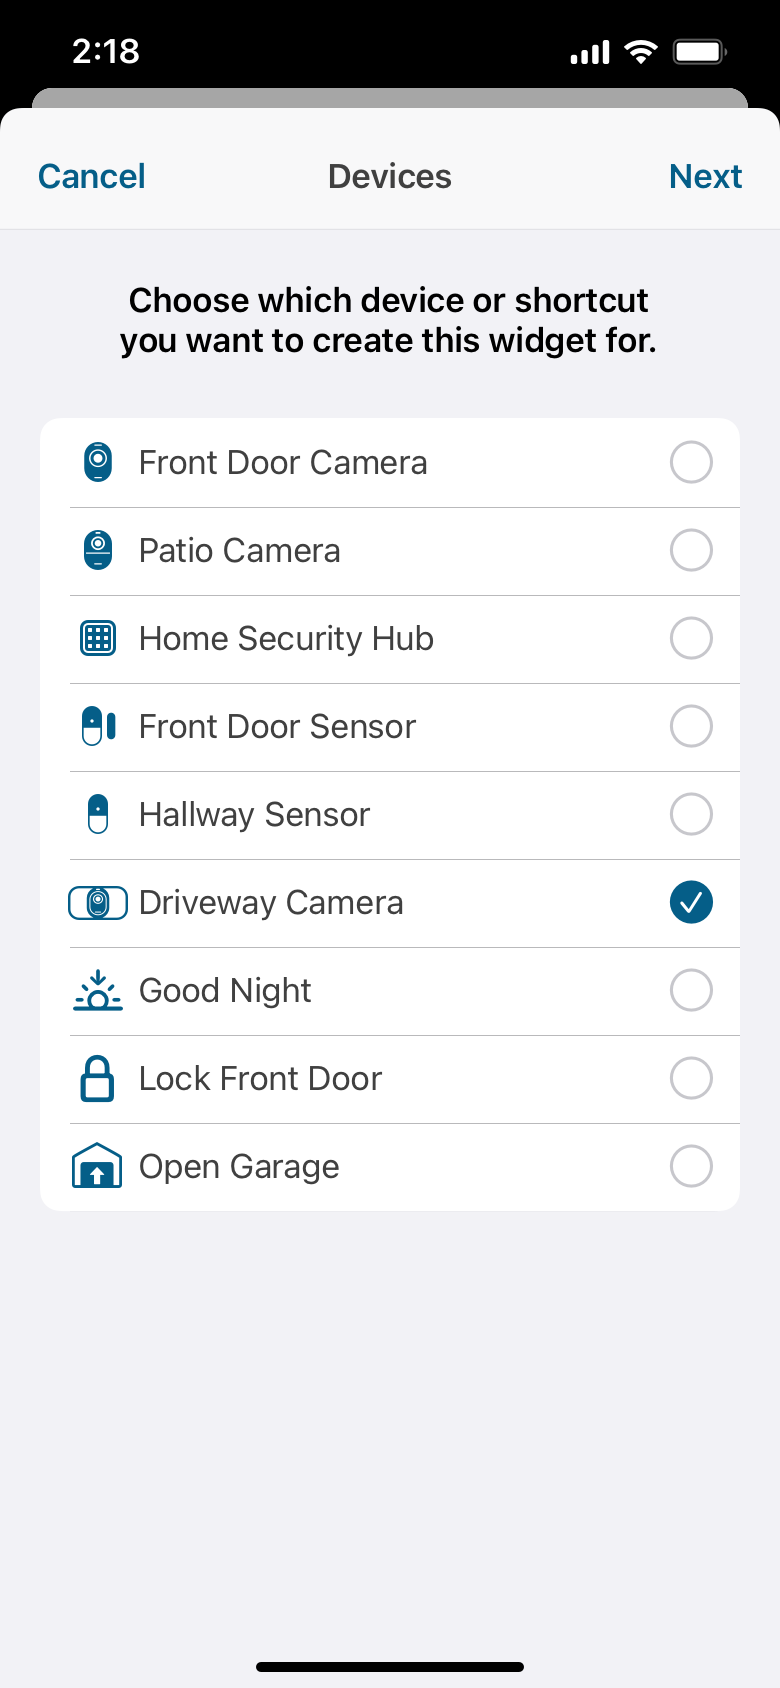 2:18
Cancel
Devices
Next
Choose which device or shortcut
you want to create this widget for.
Front Door Camera
Patio Camera
Home Security Hub
Front Door Sensor
Hallway Sensor
Driveway Camera
Good Night
Lock Front Door
Open Garage